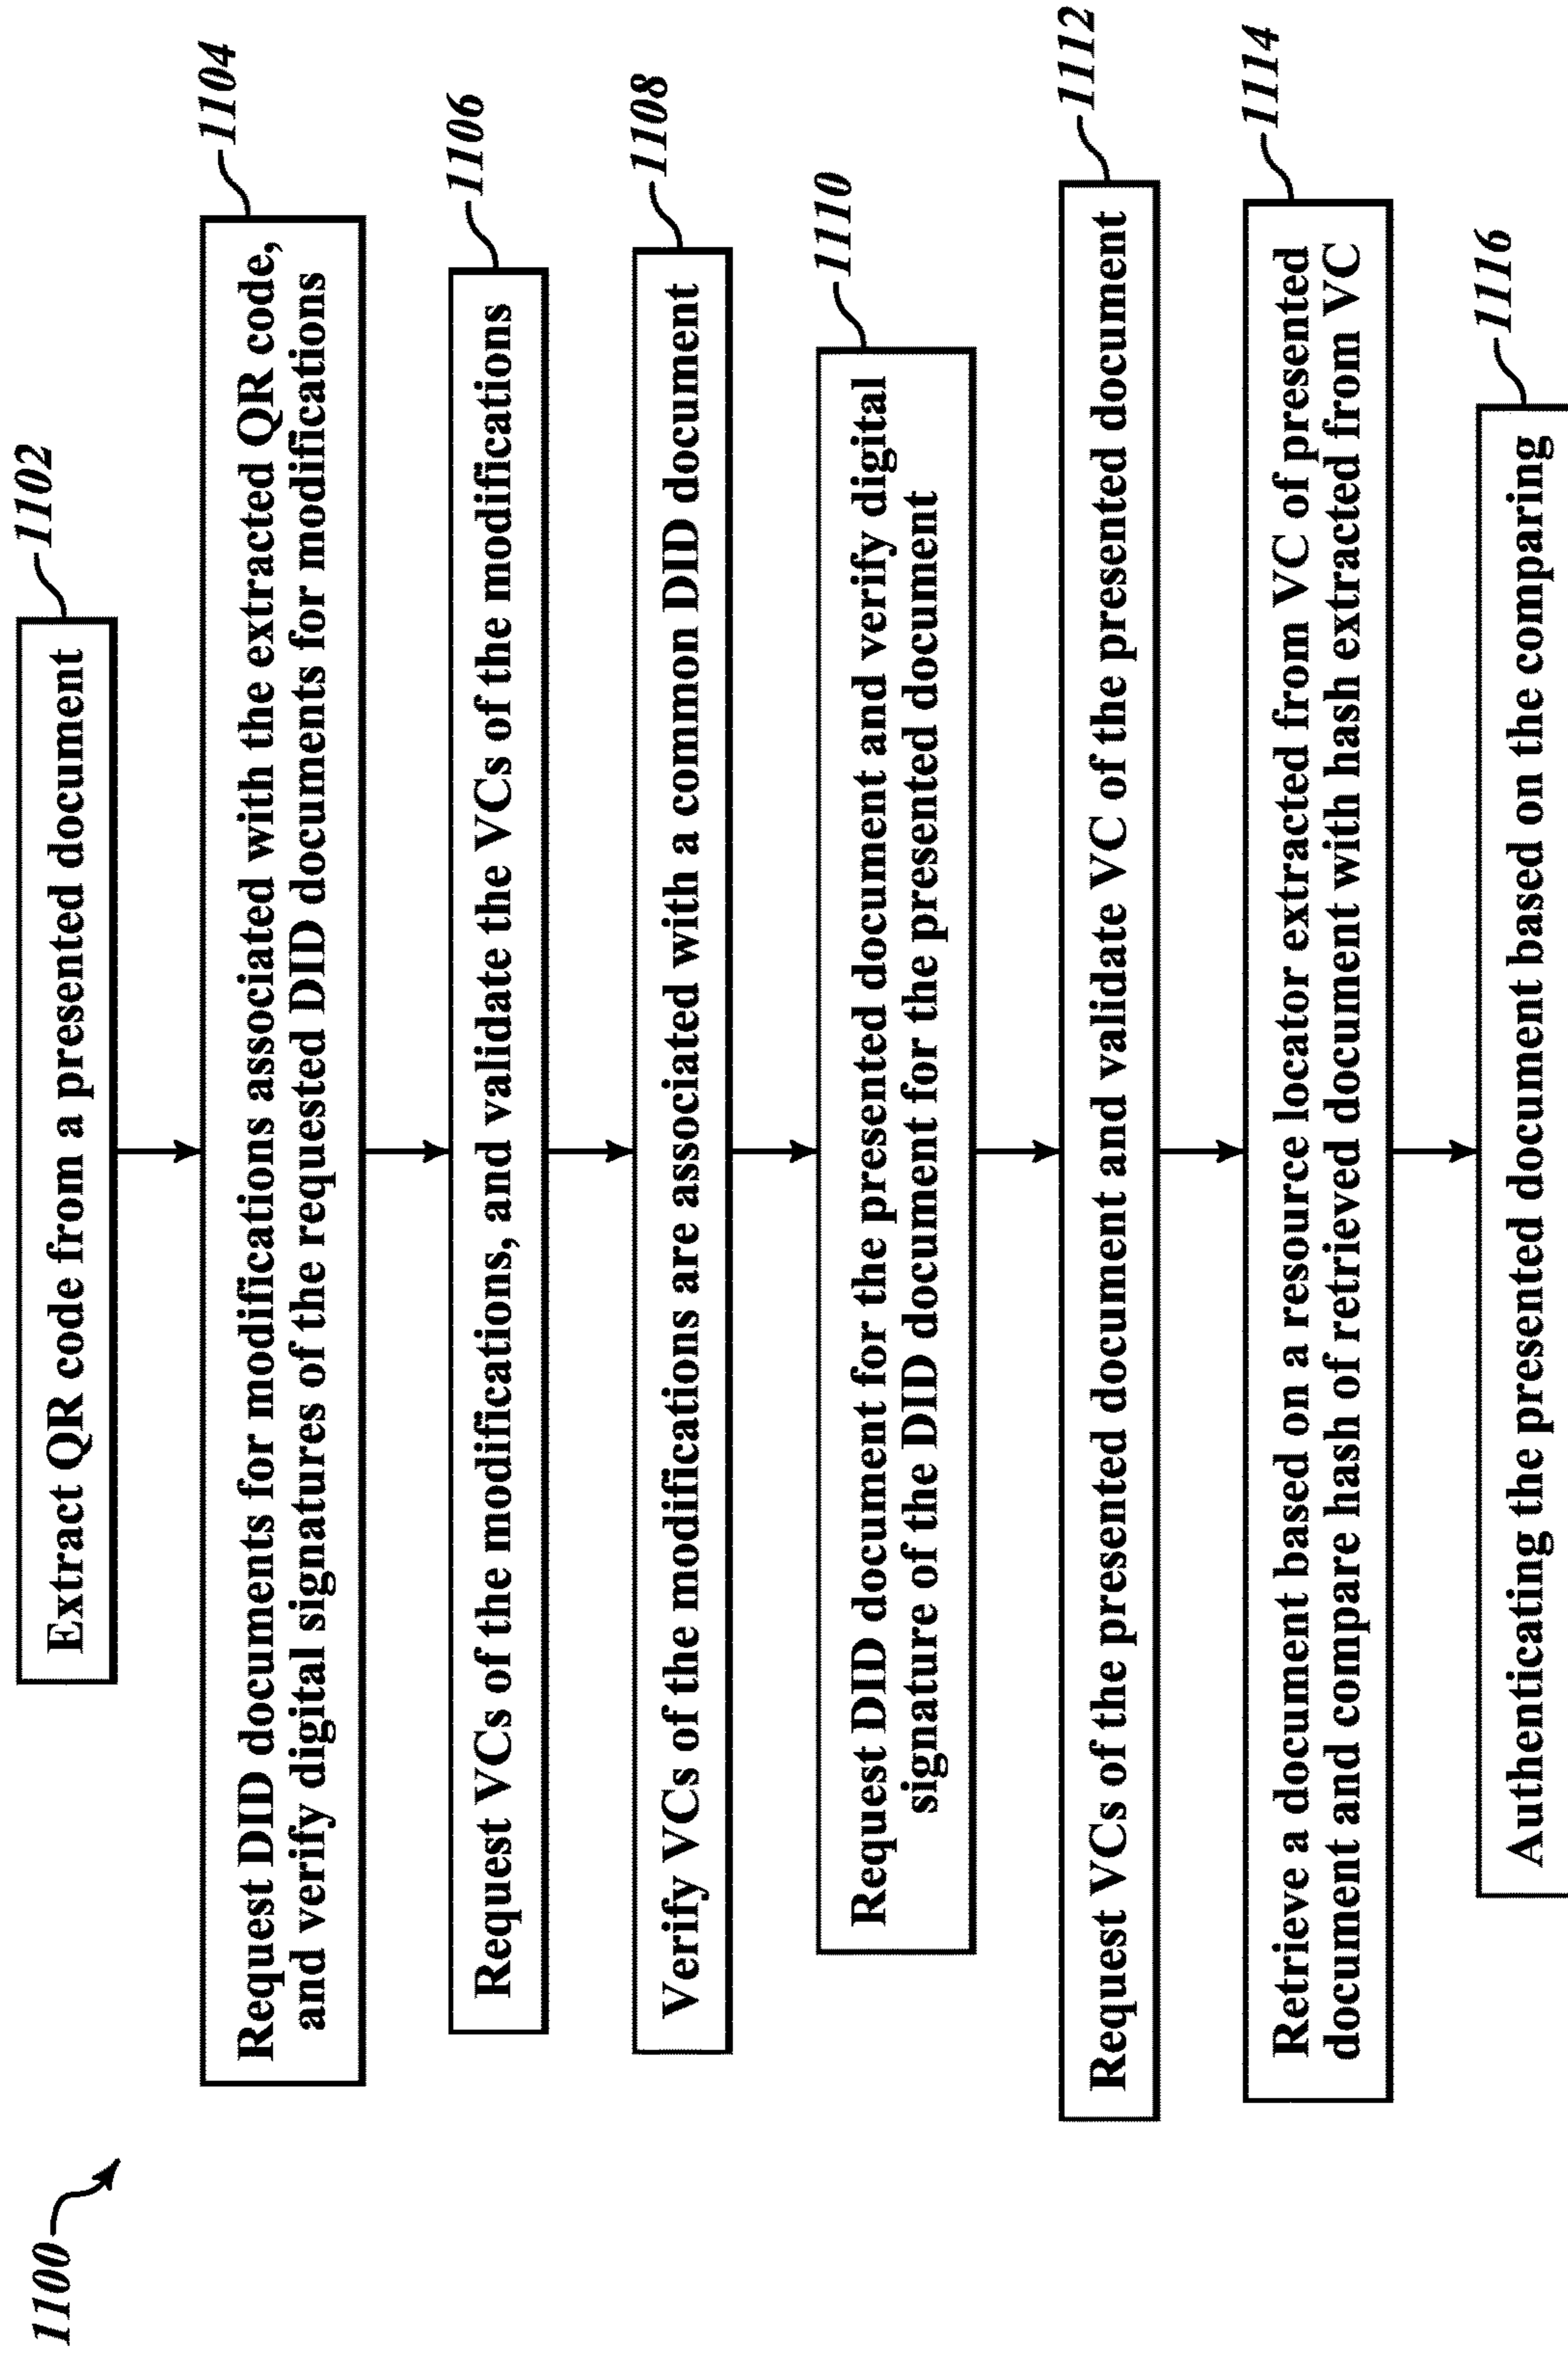 1100
1102
Extract QR code from a presented document
1104
Request DID documents for modifications associated with the extracted QR code,
and verify digital signatures of the requested DID documents for modifications
1106
Request VCs of the modifications, and validate the VCs of the modifications
1108
Verify VCs of the modifications are associated with a common DID document
1110
Request DID document for the presented document and verify digital
signature of the DID document for the presented document
1112
Request VCs of the presented document and validate VC of the presented document
1114
Retrieve a document based on a resource locator extracted from VC of presented
document and compare hash of retrieved document with hash extracted from VC
1116
Authenticating the presented document based on the comparing